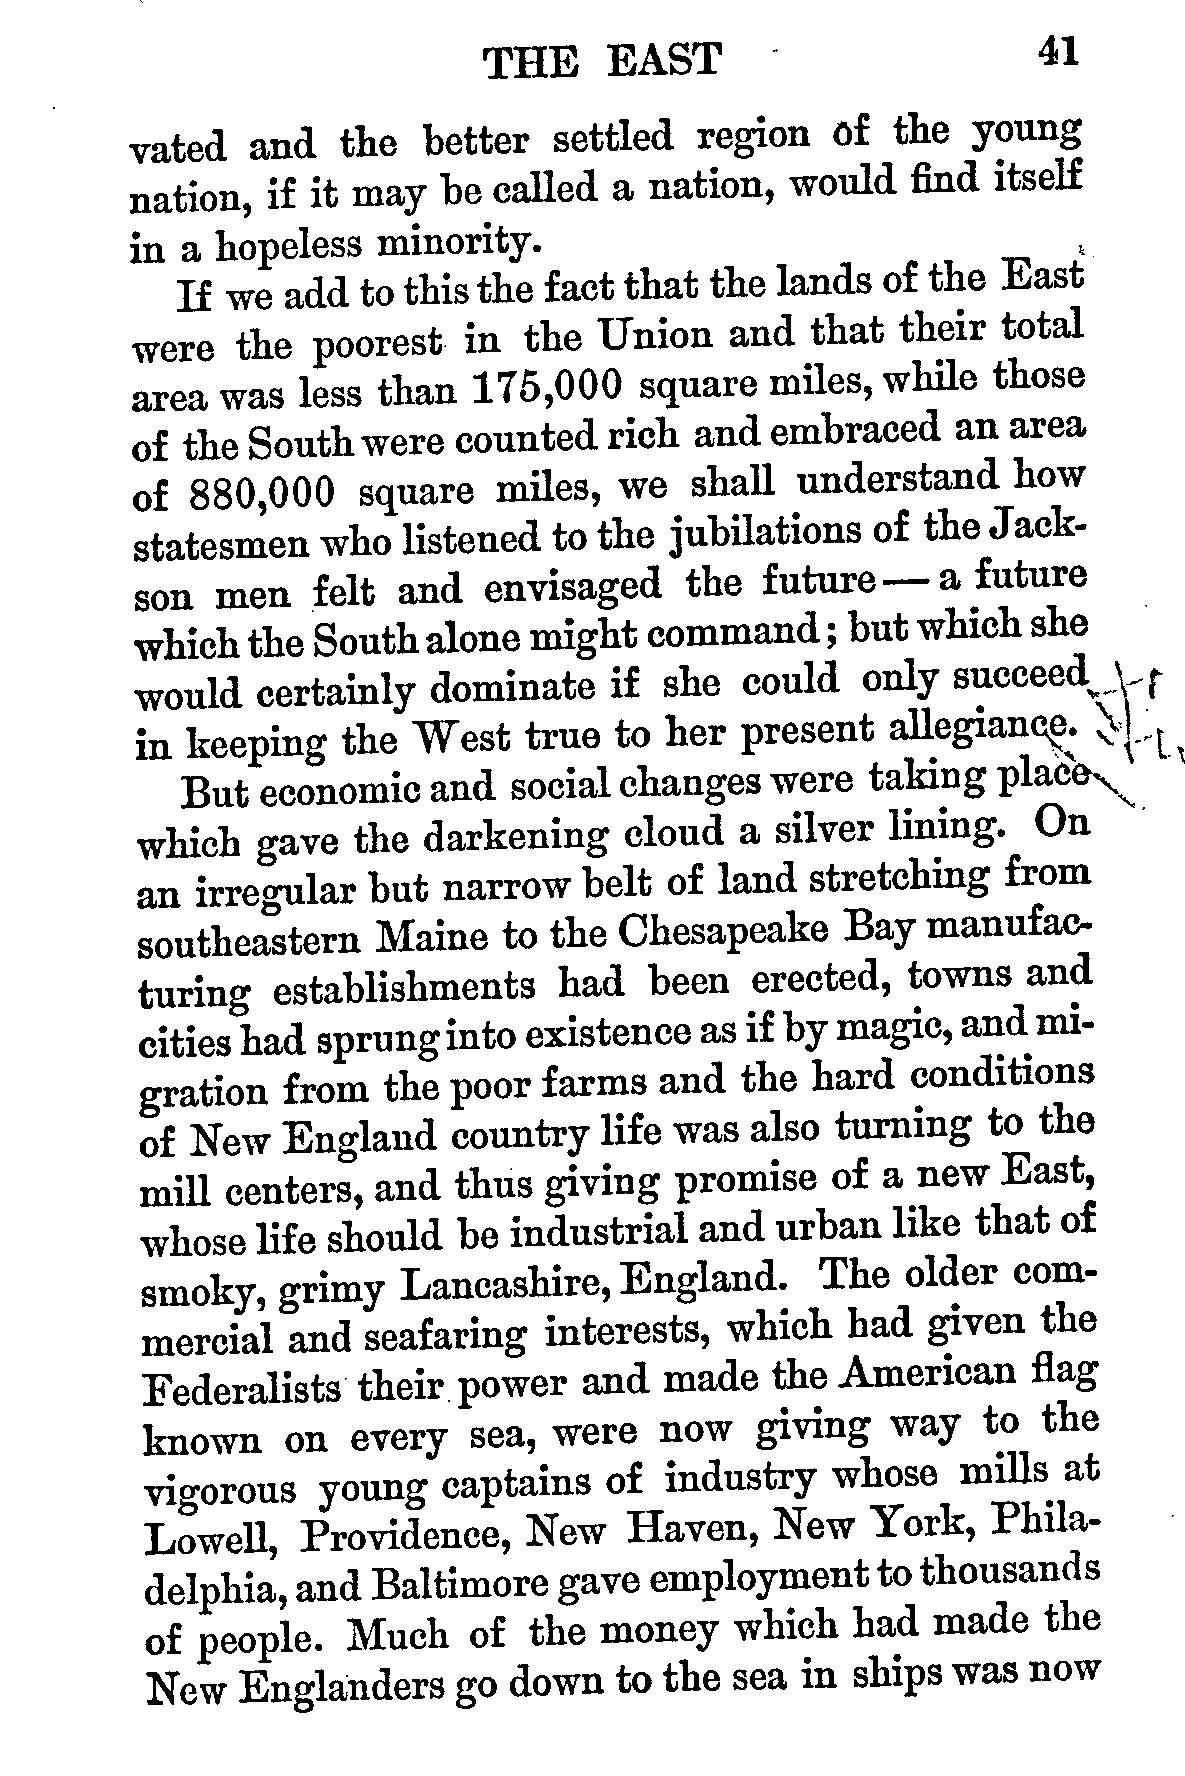 THE EAST 41
vated and the better settled region of the young
nation, if it may be called a nation, would find itself
in a hopeless minority.
If we add to this the fact that the lands of the East
were the poorest in the Union and that their total
area was less than 175,000 square miles, while those
of the South were counted rich and embraced an area
of 880,000 square miles, we shall understand how
statesmen who listened to the jubilations of the Jack-
son men felt and envisaged the future — a future
which the South alone might command; but which she
would certainly dominate if she could only succeed
in keeping the West true to her present allegiance.
But economic and social changes were taking place
which gave the darkening cloud a silver lining. On
an irregular but narrow belt of land stretching from
southeastern Maine to the Chesapeake Bay manufac-
turing establishments had been erected, towns and
cities had sprung into existence as if by magic, and mi-
gration from the poor farms and the hard conditions
of New England country life was also turning to the
mill centers, and thus giving promise of a new East,
whose life should be industrial and urban like that of
smoky, grimy Lancashire, England. The older com-
mercial and seafaring interests, which had given the
Federalists their power and made the American flag
known on every sea, were now giving way to the
vigorous young captains of industry whose mills at
Lowell, Providence, New Haven, New York, Phila-
delphia, and Baltimore gave employment to thousands
of people. Much of the money which had made the
New Englanders go down to the sea in ships was now